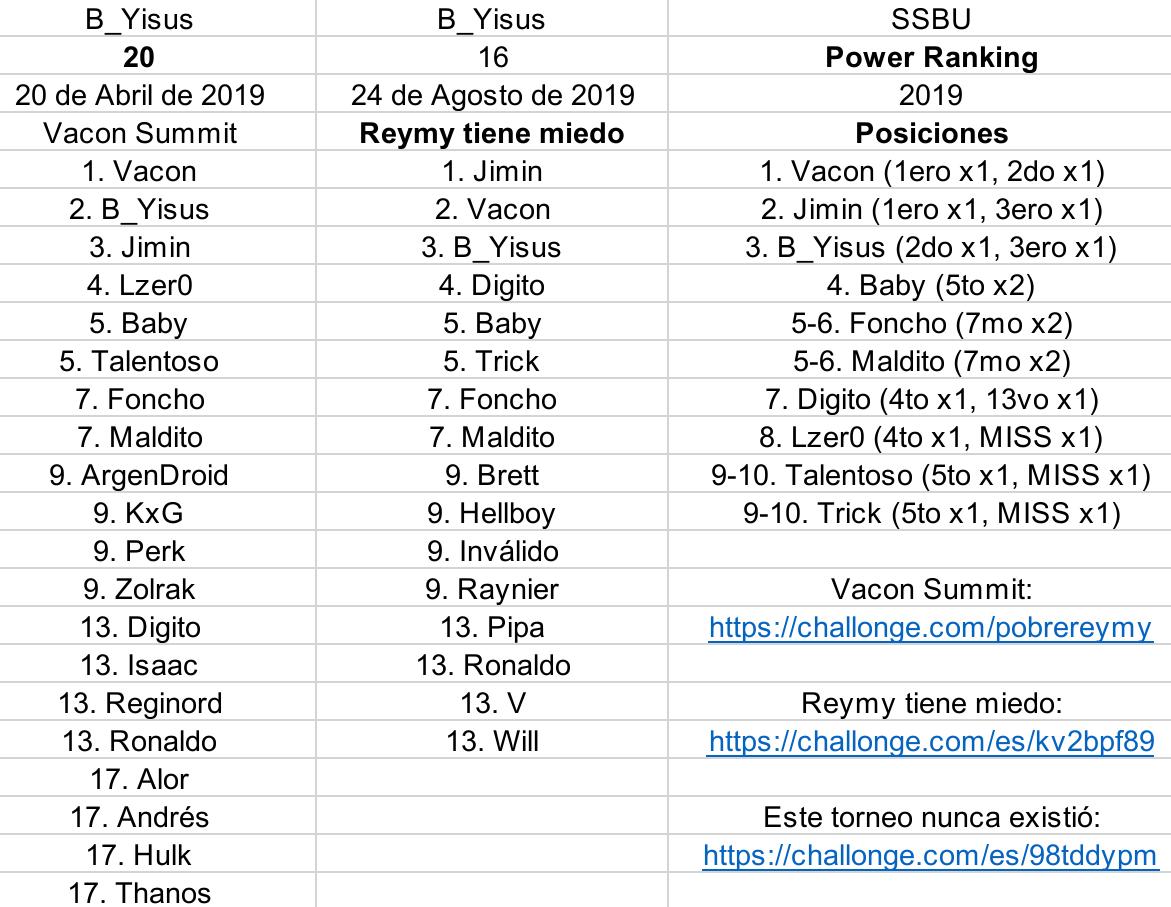 B_Yisus B_Yisus SSBU
20 16 Power Ranking
20 de Abril de 2019 24 de Agosto de 2019 2019
Vacon Summit Reymy tiene miedo Posiciones
1. Vacon 1. Jimin 1. Vacon (1ero x1, 2do x1)
2. B_Yisus 2. Vacon 2. Jimin (1ero x1, 3ero x1)
3. Jimin 3. B_Yisus 3. B_Yisus (2do x1, 3ero x1)
4. Lzer0 4. Digito 4. Baby (5to x2)
5. Baby 5. Baby 5-6. Foncho (7mo x2)
5. Talentoso 5. Trick 5-6. Maldito (7mo x2)
7. Foncho 7. Foncho 7. Digito (4to x1, 13vo x1)
7. Maldito 7. Maldito 8. Lzer0 (4to x1, MISS x1)
9. ArgenDroid 9. Brett 9-10. Talentoso (5to x1, MISS x1)
9. KxG 9. Hellboy 9-10. Trick (5to x1, MISS x1)
9. Perk 9. Inválido
9. Zolrak 9. Raynier Vacon Summit:
13. Digito 13. Pipa https://challonge.com/pobrereymy
13. Isaac 13. Ronaldo
13. Reginord 13. V Reymy tiene miedo:
13. Ronaldo 13. Will https://challonge.com/es/kv2bpf89
17. Alor
17. Andrés Este torneo nunca existió:
17. Hulk https://challonge.com/es/98tddypm
17. Thanos